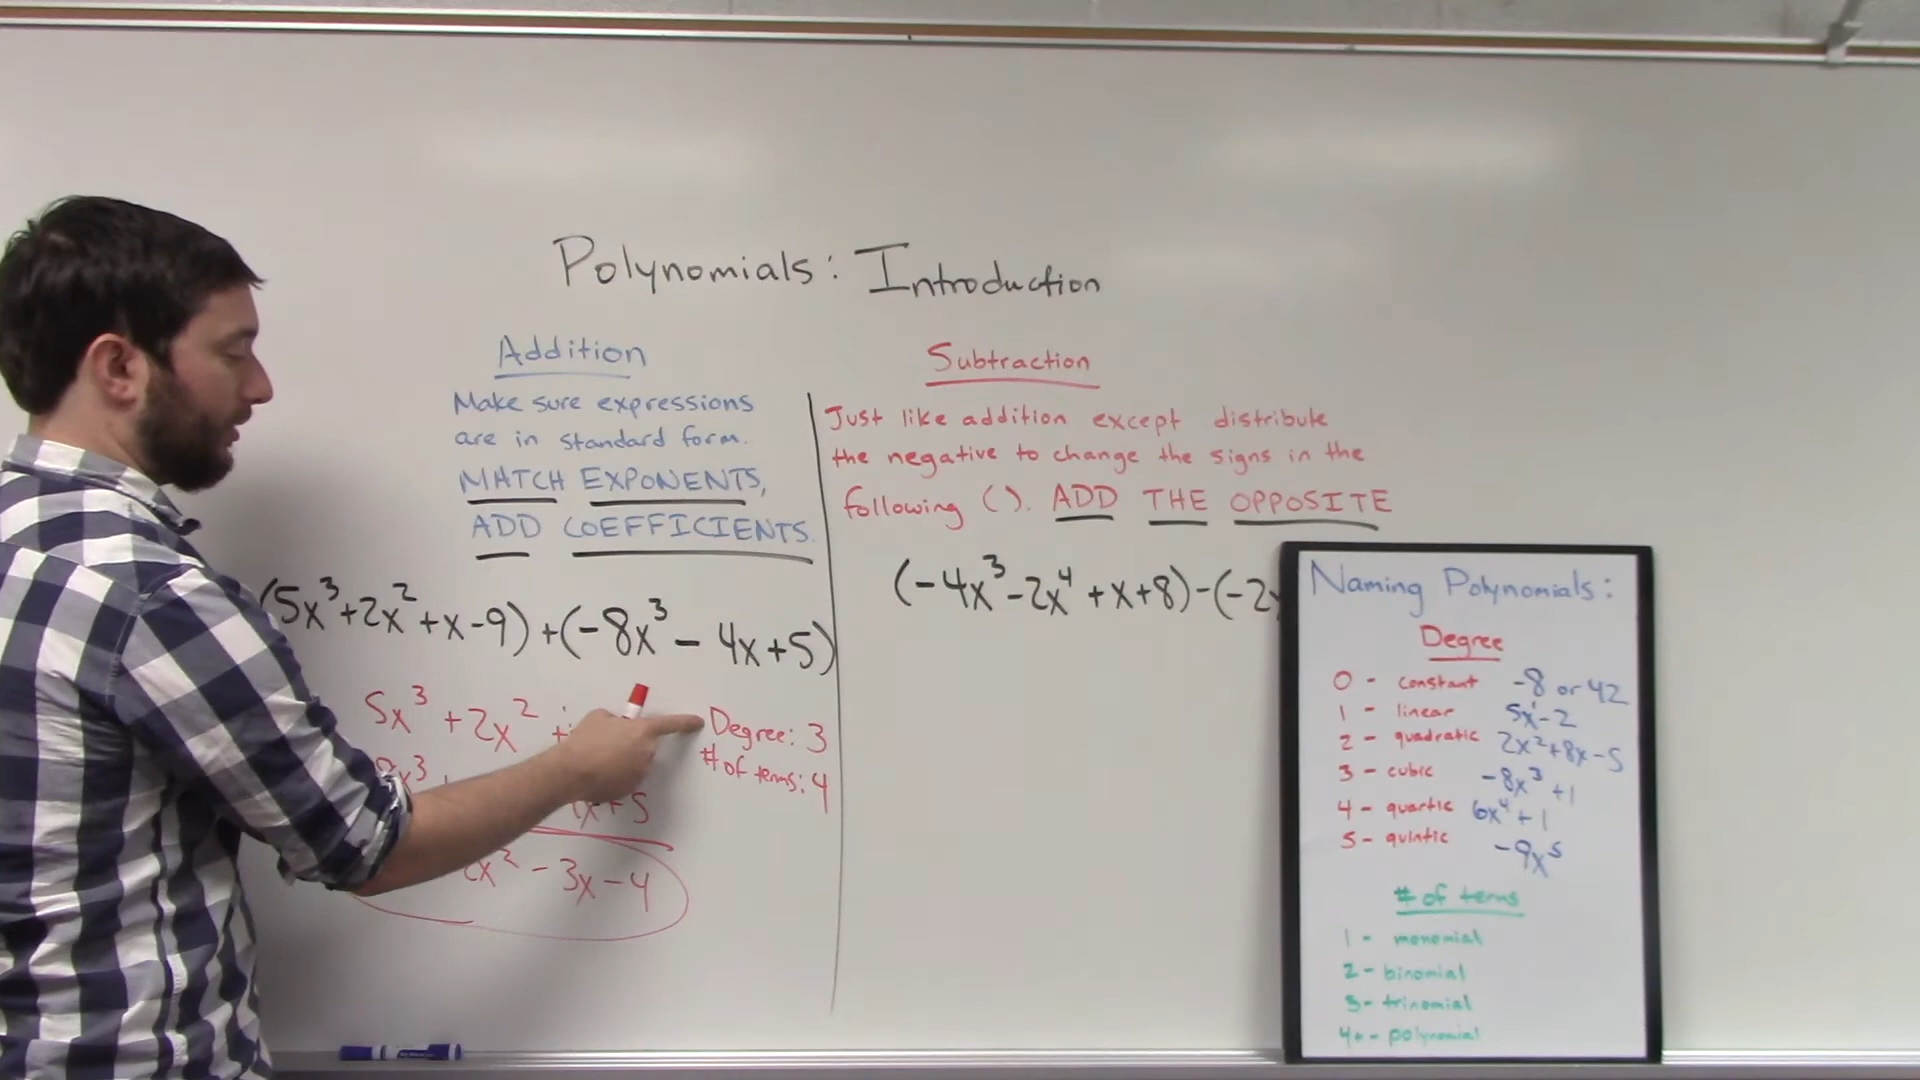 Polynomials: Introduction
Addition
Make sure expressions
are in standard form.
MATCH EXPONENTS,
ADD COEFFICIENTS.
(5x³+2x²+x-9)+(-8x³ - 4x+5)
5x³ +2x² +
x³
x+5
x² - 3x-4
Degree: 3
# of terms: 4
Subtraction
Just like addition except distribute
the negative to change the signs in the
following ( ). ADD THE OPPOSITE
(-4x³-2x⁴+x+8)-(-2
Naming Polynomials:
Degree
0 - constant -8 or 42
1 - linear 5x¹-2
2 - quadratic 2x²+8x-5
3 - cubic -8x³+1
4 - quartic 6x⁴+1
5 - quintic -9x⁵
# of terms
1 - monomial
2 - binomial
3 - trinomial
4+ - polynomial